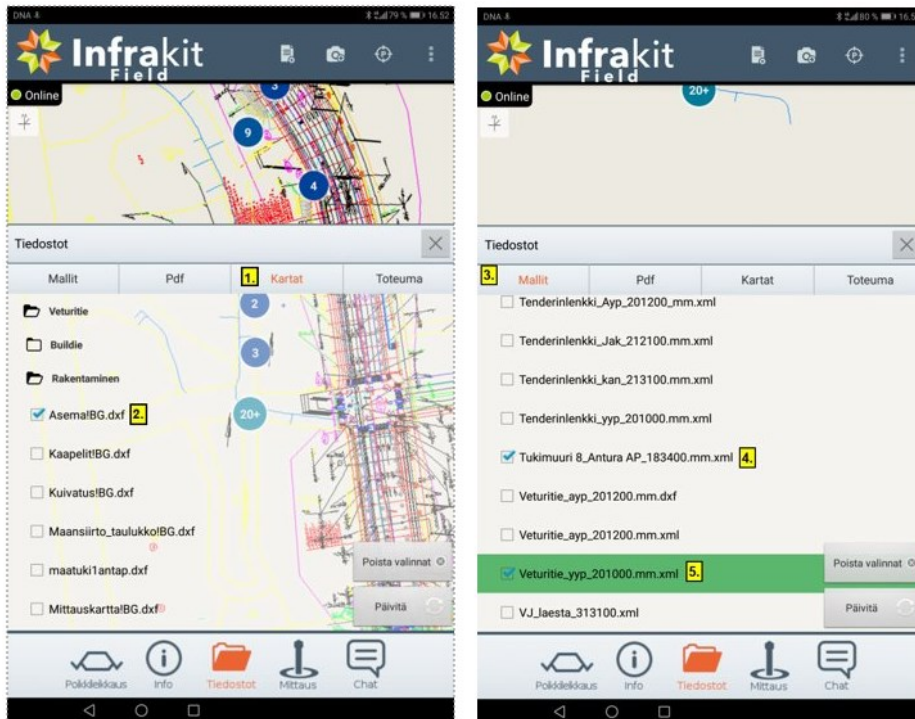 DNA
79 %
16.52
Infrakit
Field
Online
3
9
4
Tiedostot
Mallit
Pdf
1. Kartat
Toteuma
Veturitie
2
Buildie
3
Rakentaminen
Asema!BG.dxf 2.
20+
Kaapelit!BG.dxf
Kuivatus!BG.dxf
Maansiirto_taulukko!BG.dxf
maatuki1antap.dxf
Poista valinnat
Mittauskartta!BG.dxf
Päivitä
Poikkileikkaus
Info
Tiedostot
Mittaus
Chat
DNA
80 %
Infrakit
Field
20+
Online
Tiedostot
3. Mallit
Pdf
Kartat
Toteuma
Tenderinlenkki_Ayp_201200_mm.xml
Tenderinlenkki_Jak_212100.mm.xml
Tenderinlenkki_kan_213100.mm.xml
Tenderinlenkki_yyp_201000.mm.xml
Tukimuuri 8_Antura AP_183400.mm.xml 4.
Veturitie_ayp_201200.mm.dxf
Veturitie_ayp_201200.mm.xml
Veturitie_yyp_201000.mm.xml 5.
Poista valinnat
VJ_laesta_313100.xml
Päivitä
Poikkileikkaus
Info
Tiedostot
Mittaus
Chat